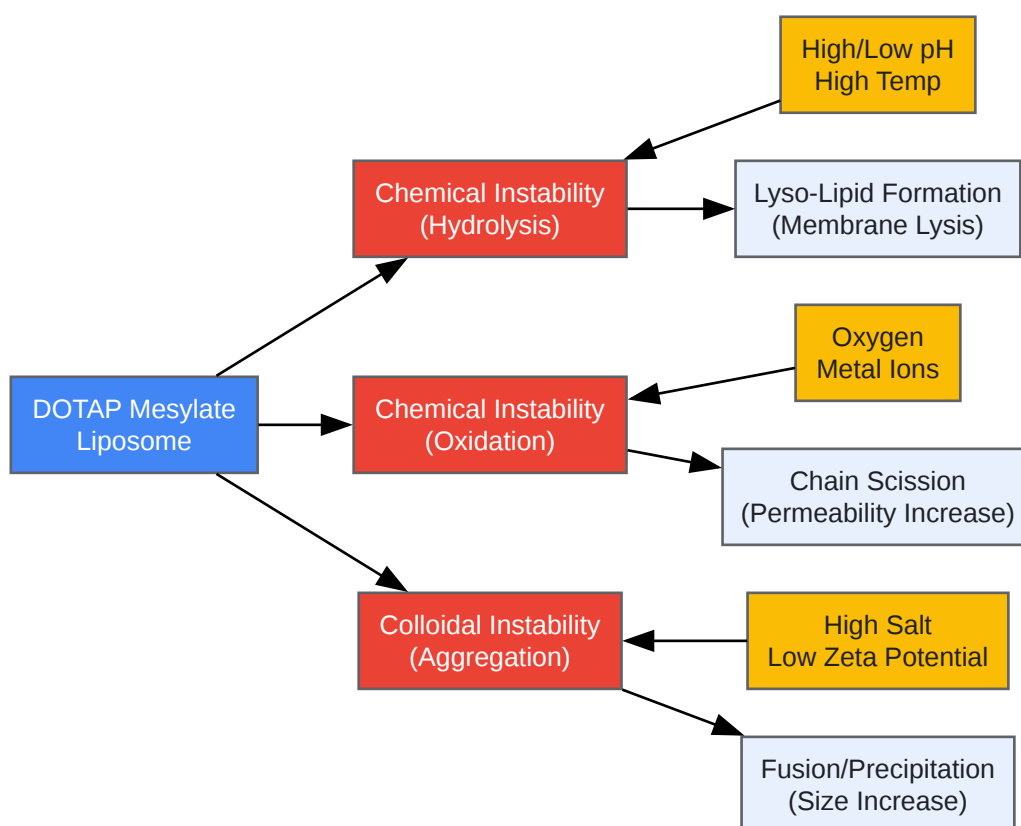 High/Low pH
High Temp
Chemical Instability
(Hydrolysis)
Lyso-Lipid Formation
(Membrane Lysis)
Oxygen
Metal Ions
DOTAP Mesylate
Liposome
Chemical Instability
(Oxidation)
Chain Scission
(Permeability Increase)
Colloidal Instability
(Aggregation)
High Salt
Low Zeta Potential
Fusion/Precipitation
(Size Increase)